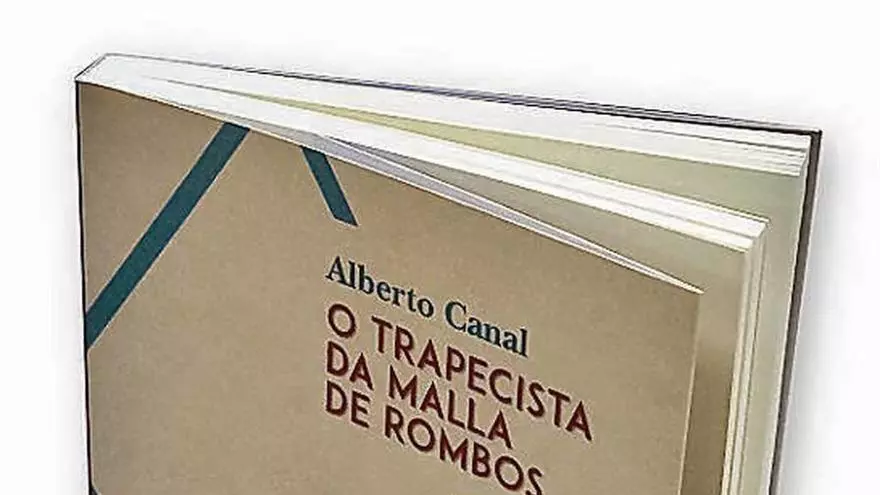 Alberto Canal
O TRAPECISTA
DA MALLA
DE ROMBOS